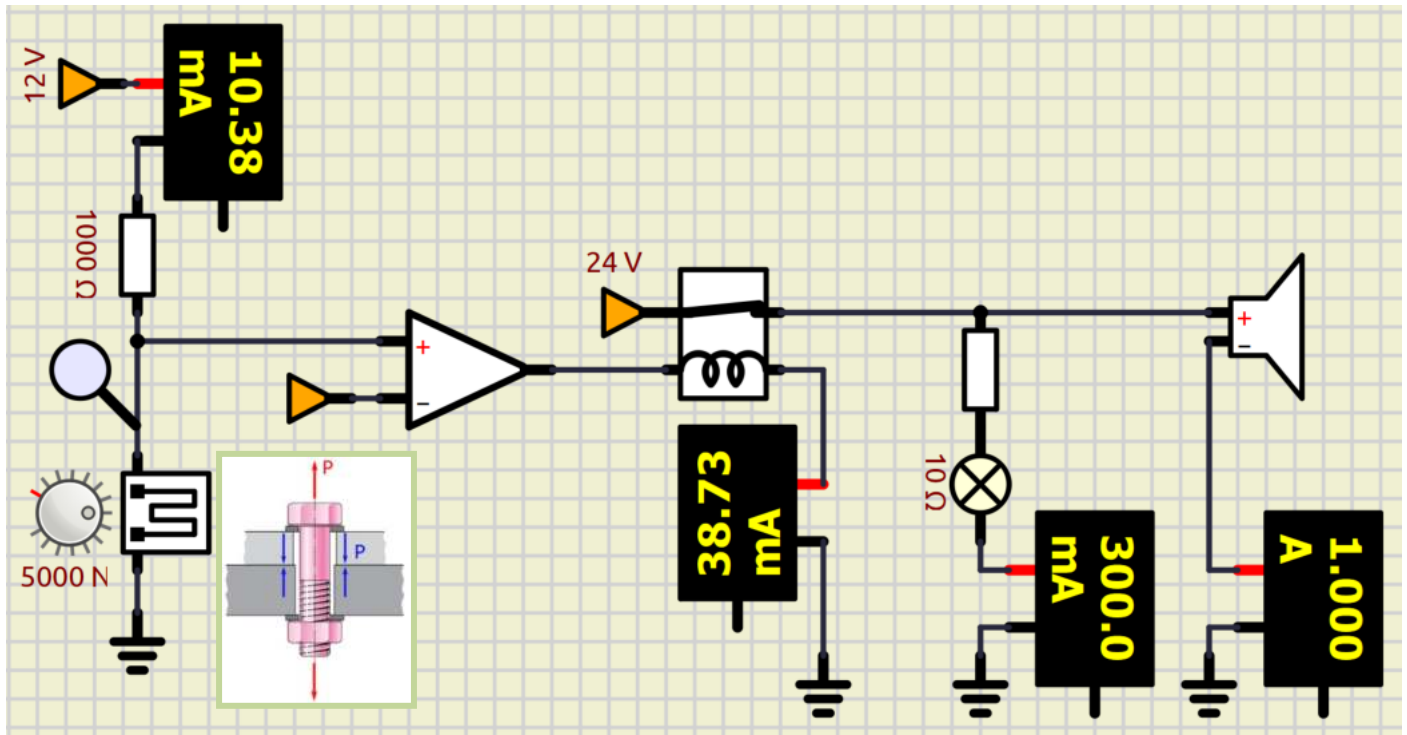 12 V
10.38
mA
1000 Ω
+
−
24 V
5000 N
P
P
38.73
mA
10 Ω
300.0
mA
+
−
1.000
A